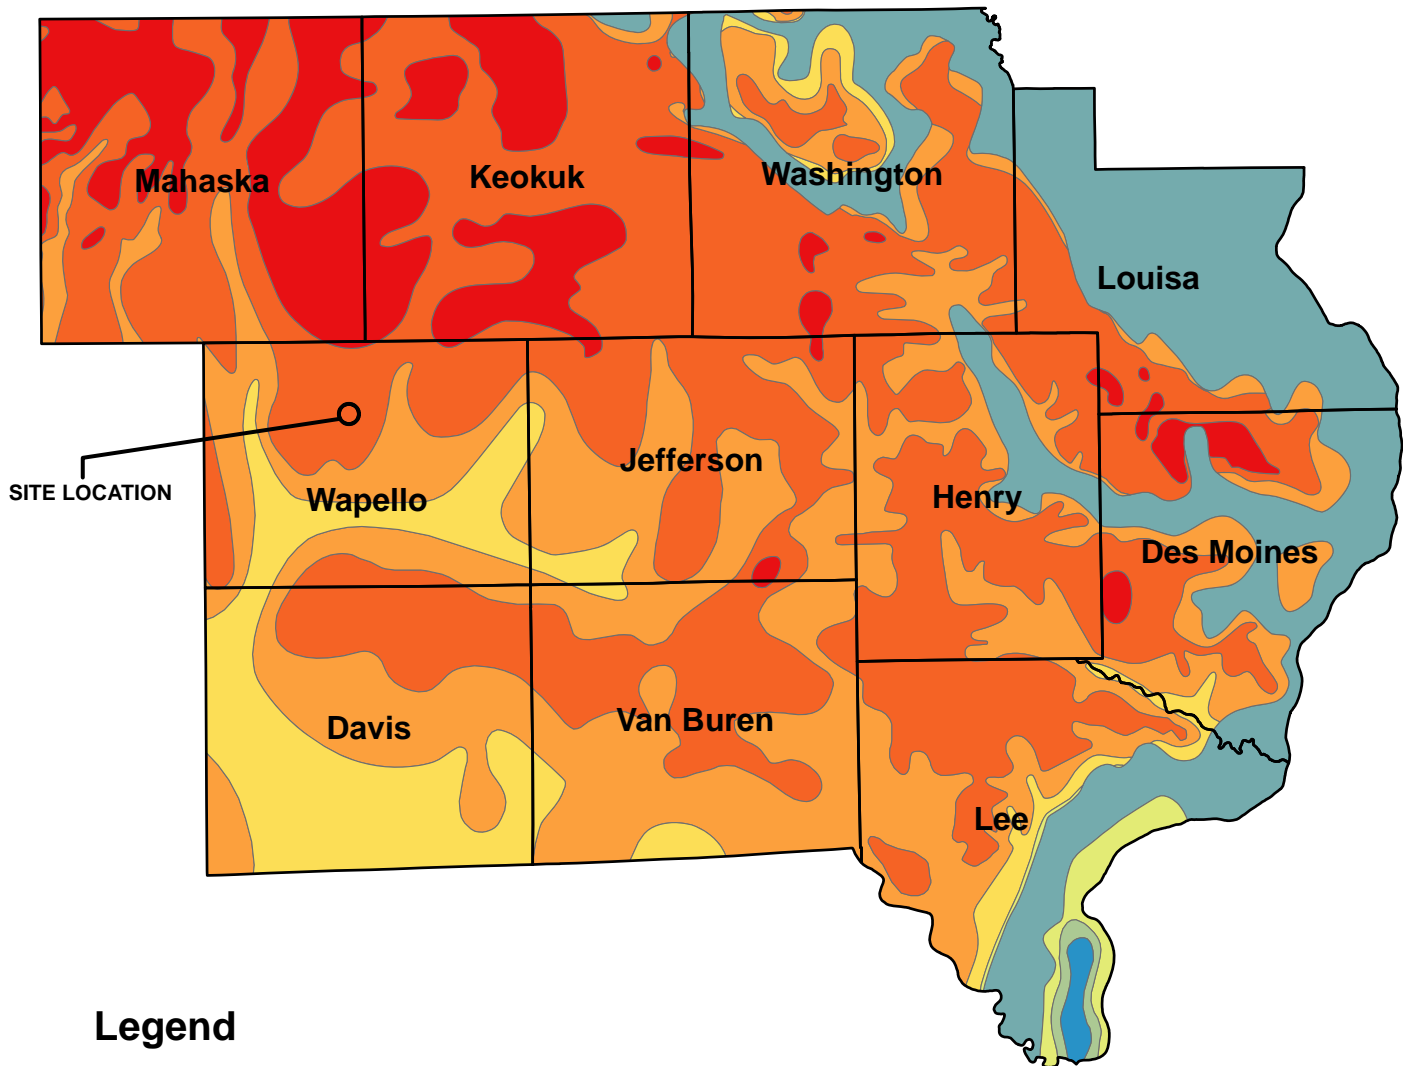 Mahaska
Keokuk
Washington
Louisa
SITE LOCATION
Wapello
Jefferson
Henry
Des Moines
Davis
Van Buren
Lee
Legend